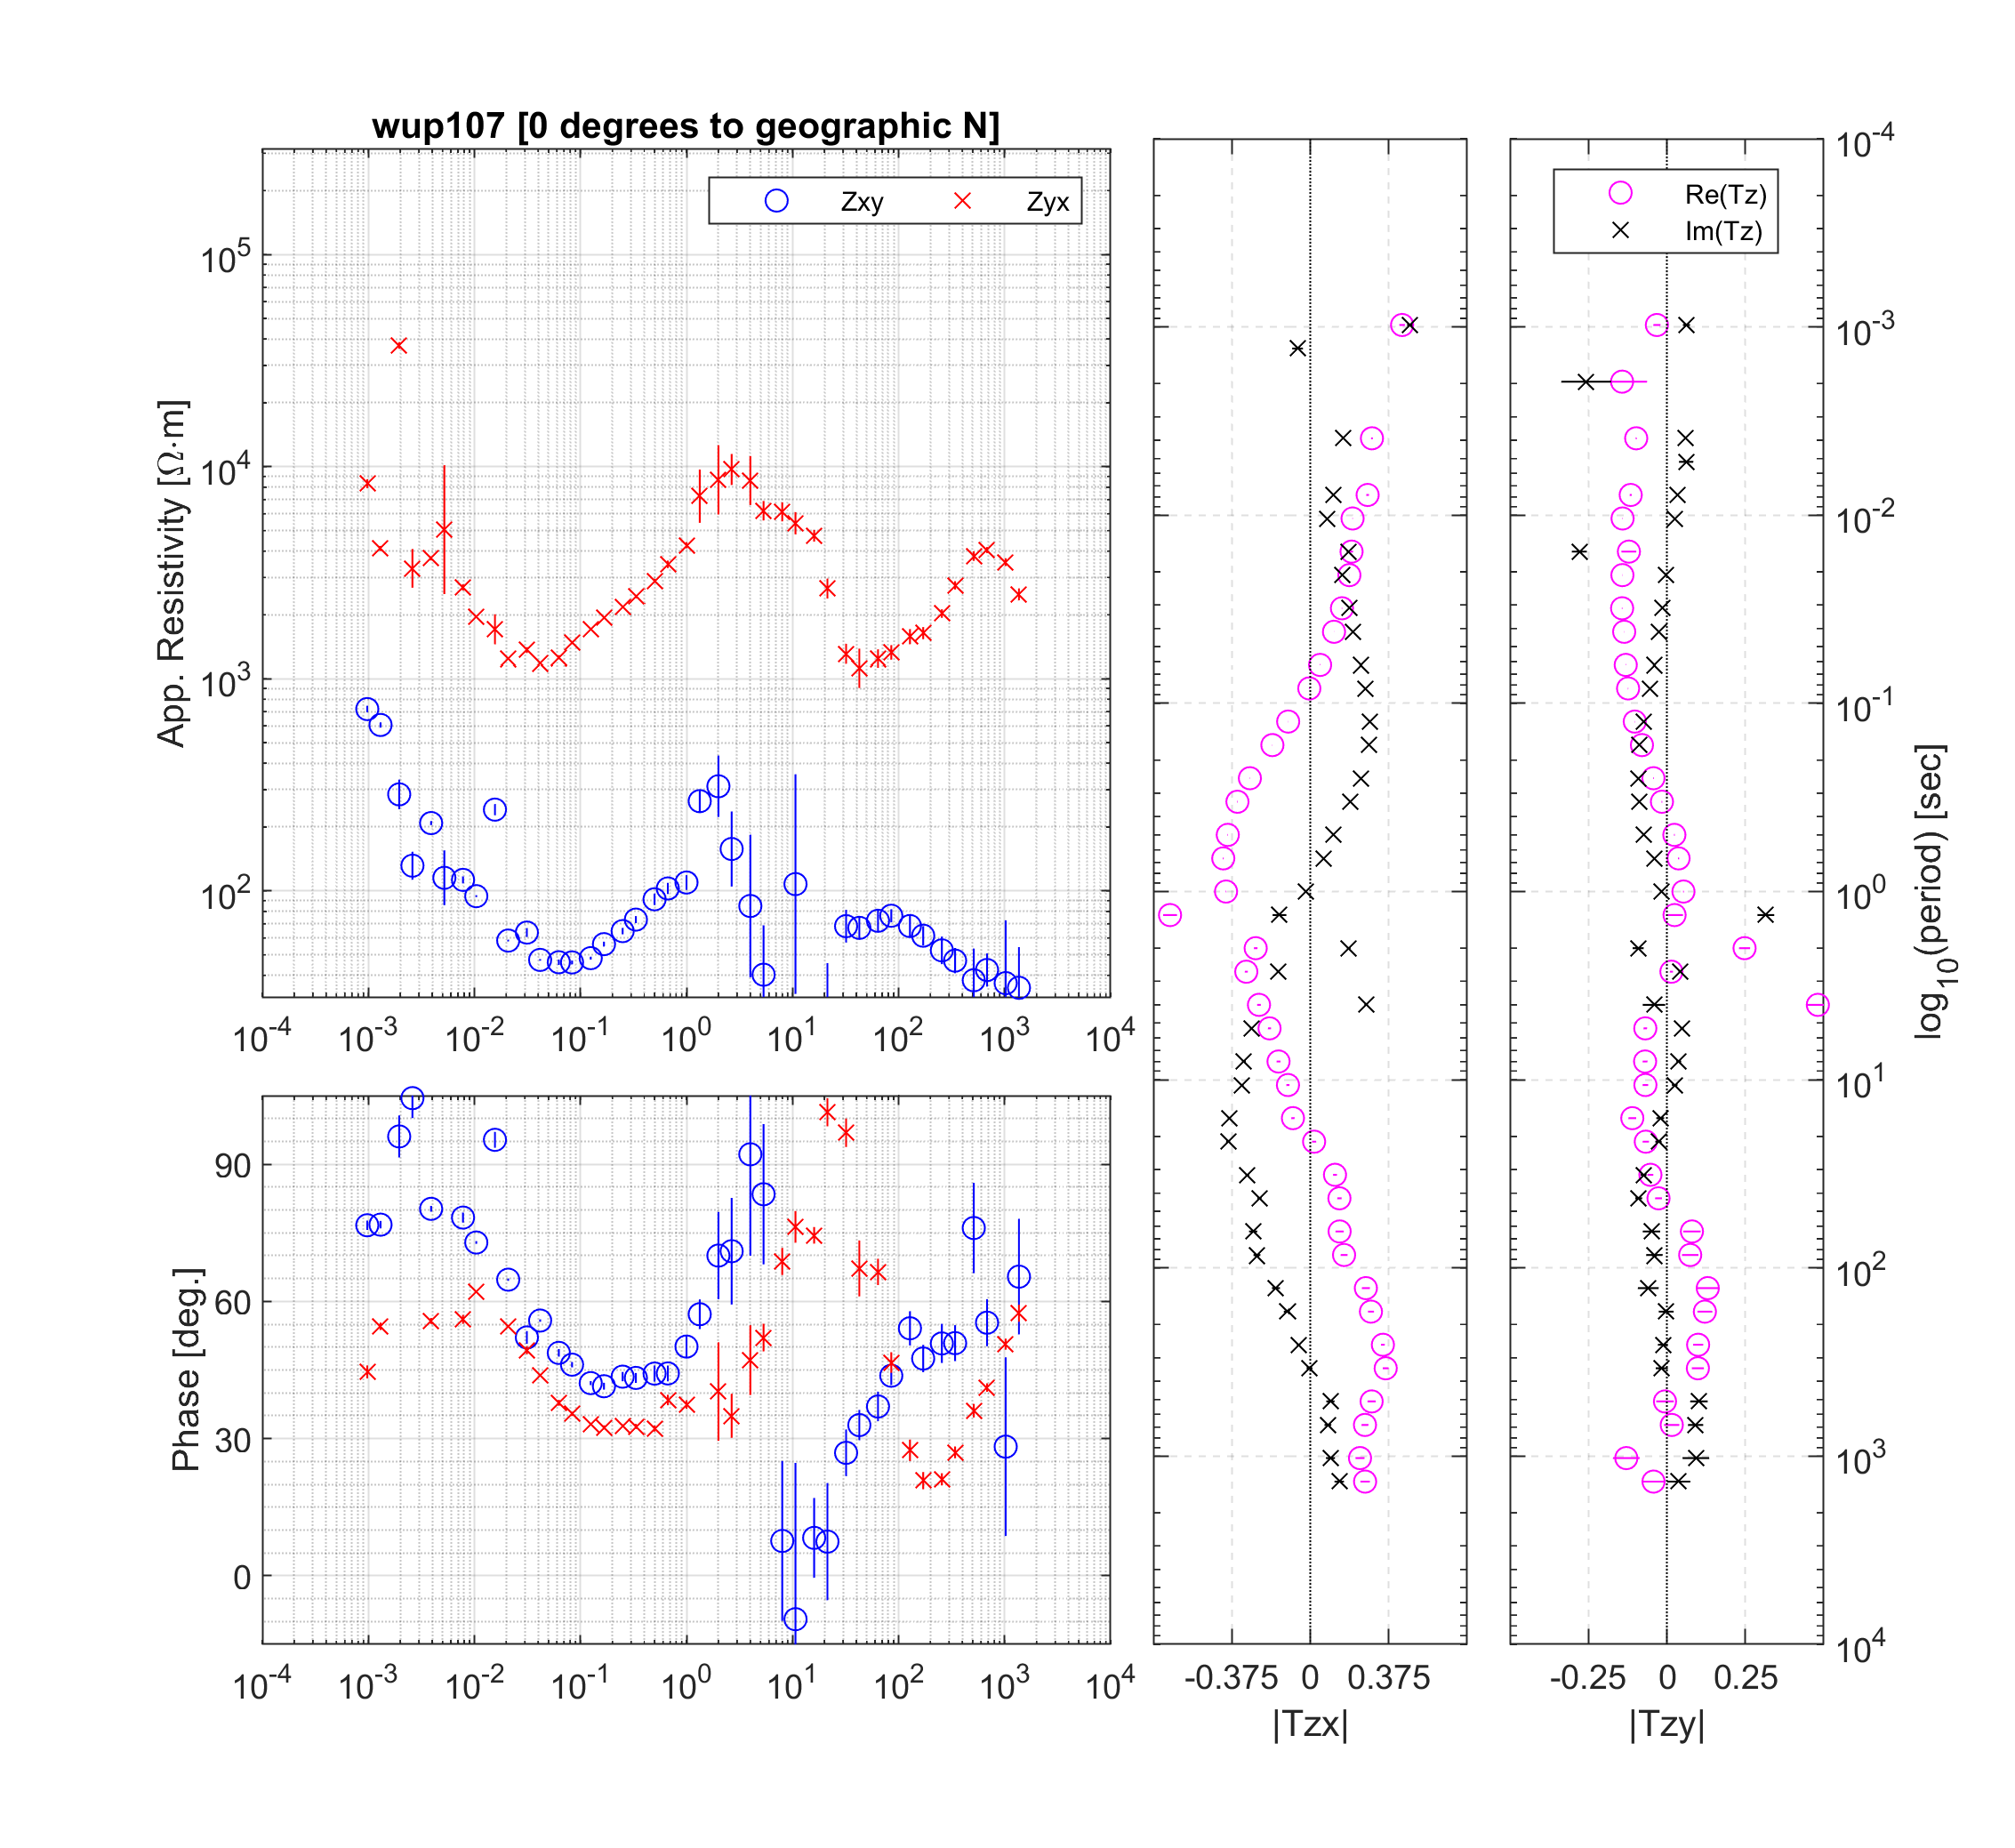 wup107 [0 degrees to geographic N]
Zxy Zyx
App. Resistivity [Ω·m]
10^5
10^4
10^3
10^2
10^-4 10^-3 10^-2 10^-1 10^0 10^1 10^2 10^3 10^4
Phase [deg.]
90
60
30
0
10^-4 10^-3 10^-2 10^-1 10^0 10^1 10^2 10^3 10^4
-0.375 0 0.375
|Tzx|
Re(Tz)
Im(Tz)
-0.25 0 0.25
|Tzy|
10^-4
10^-3
10^-2
10^-1
10^0
10^1
10^2
10^3
10^4
log_10(period) [sec]